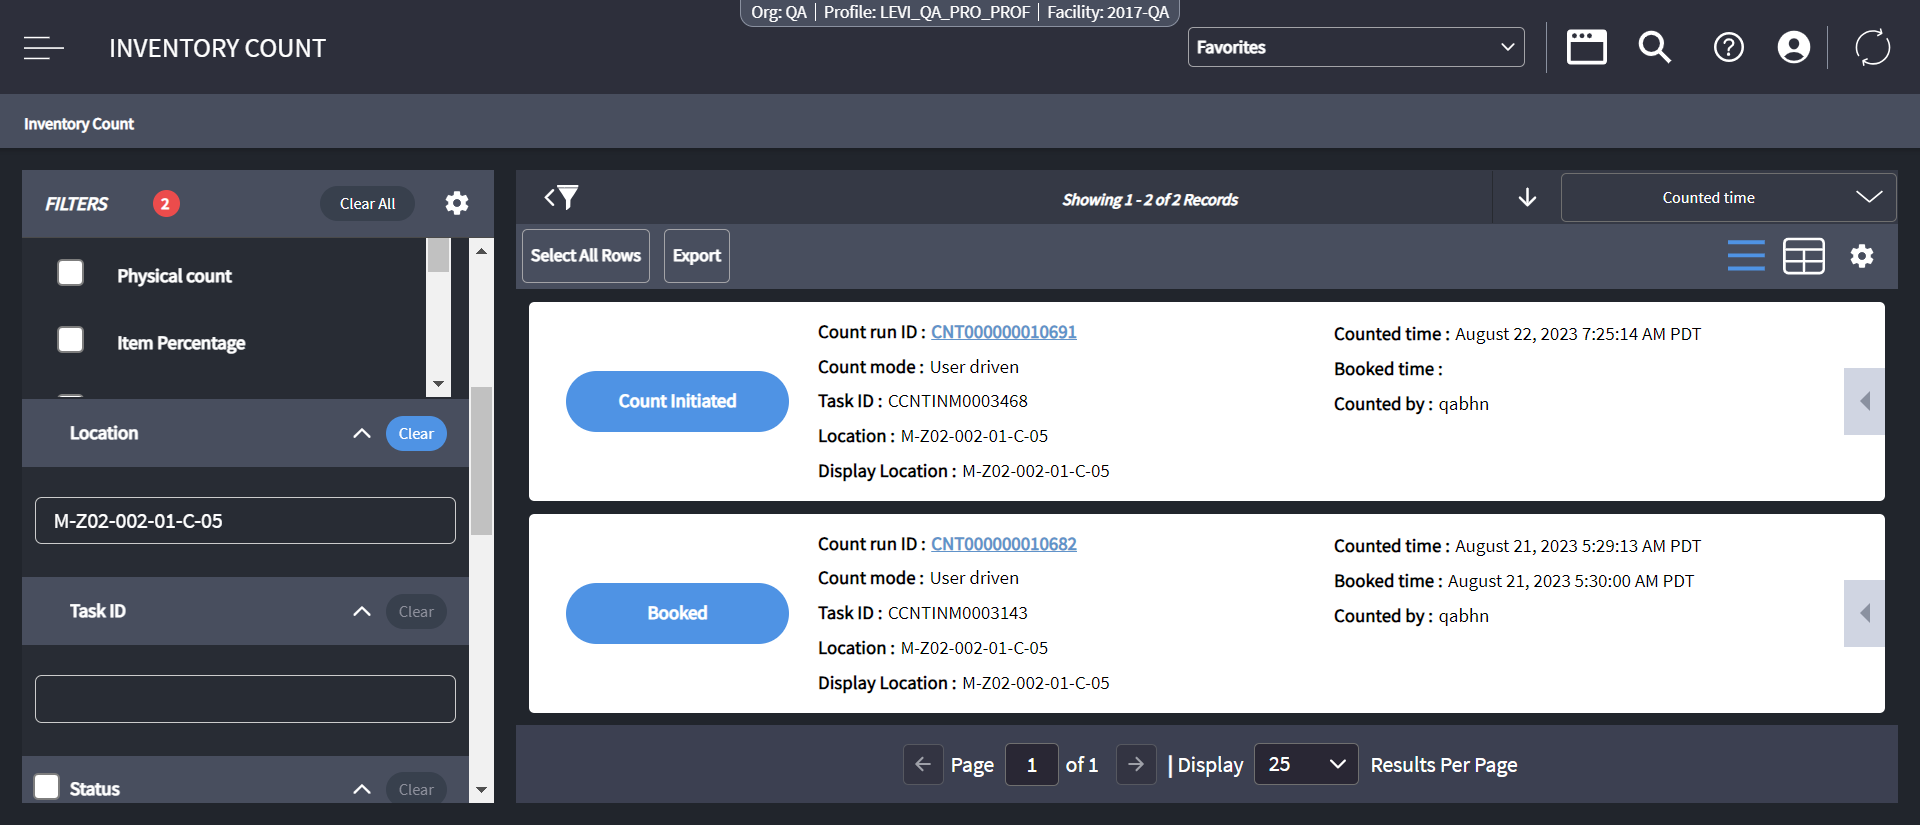 Org: QA | Profile: LEVI_QA_PRO_PROF | Facility: 2017-QA
INVENTORY COUNT
Favorites
Inventory Count
FILTERS 2 Clear All
Physical count
Item Percentage
Location Clear
M-Z02-002-01-C-05
Task ID Clear
Status Clear
Showing 1 - 2 of 2 Records
Counted time
Select All Rows Export
Count Initiated
Count run ID : CNT000000010691
Count mode : User driven
Task ID : CCNTINM0003468
Location : M-Z02-002-01-C-05
Display Location : M-Z02-002-01-C-05
Counted time : August 22, 2023 7:25:14 AM PDT
Booked time :
Counted by : qabhn
Booked
Count run ID : CNT000000010682
Count mode : User driven
Task ID : CCNTINM0003143
Location : M-Z02-002-01-C-05
Display Location : M-Z02-002-01-C-05
Counted time : August 21, 2023 5:29:13 AM PDT
Booked time : August 21, 2023 5:30:00 AM PDT
Counted by : qabhn
Page 1 of 1 | Display 25 Results Per Page